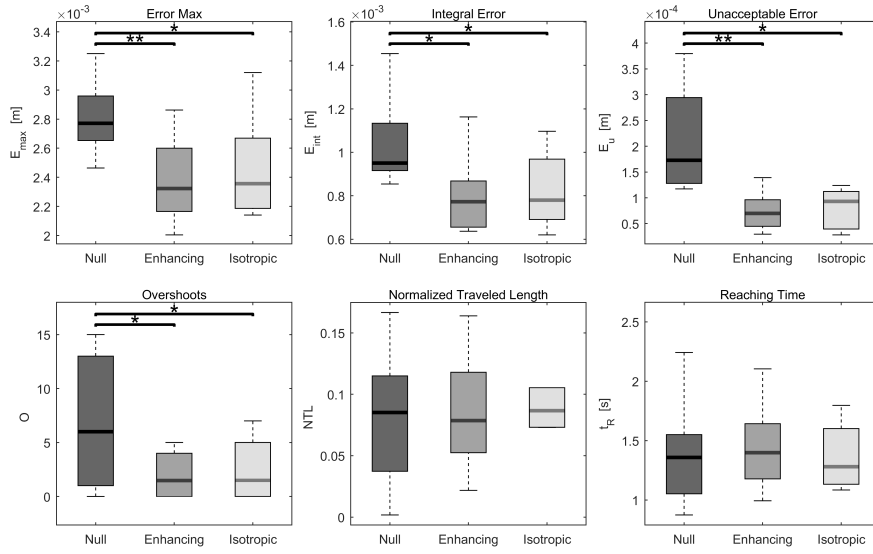 Error Max
×10⁻³
3.4
3.2
3
2.8
2.6
2.4
2.2
2
E_max [m]
**
*
Null Enhancing Isotropic
Integral Error
×10⁻³
1.6
1.4
1.2
1
0.8
0.6
E_int [m]
*
*
Null Enhancing Isotropic
Unacceptable Error
×10⁻⁴
4
3.5
3
2.5
2
1.5
1
0.5
E_u [m]
*
**
Null Enhancing Isotropic
Overshoots
15
10
5
0
O
*
*
Null Enhancing Isotropic
Normalized Traveled Length
0.15
0.1
0.05
0
NTL
Null Enhancing Isotropic
Reaching Time
2.5
2
1.5
1
t_R [s]
Null Enhancing Isotropic